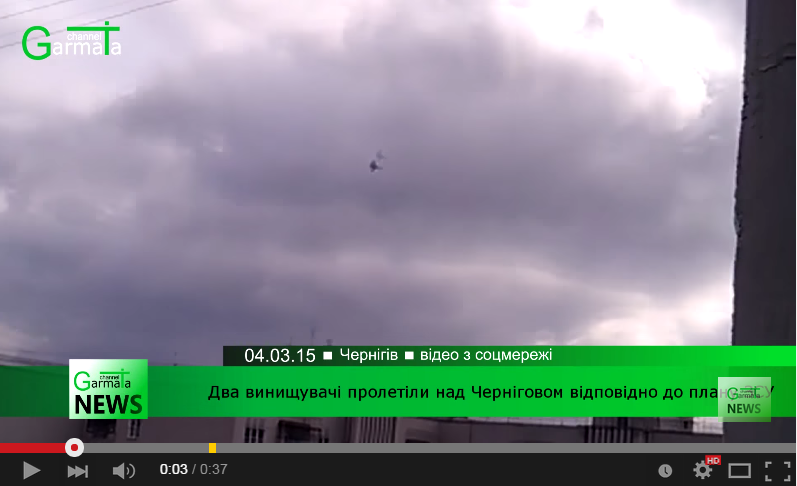 channel
Garmata
04.03.15 ■ Чернігів ■ відео з соцмережі
channel
Garmata
NEWS
Два винищувачі пролетіли над Черніговом відповідно до
Garmata
NEWS
0:03 / 0:37
HD